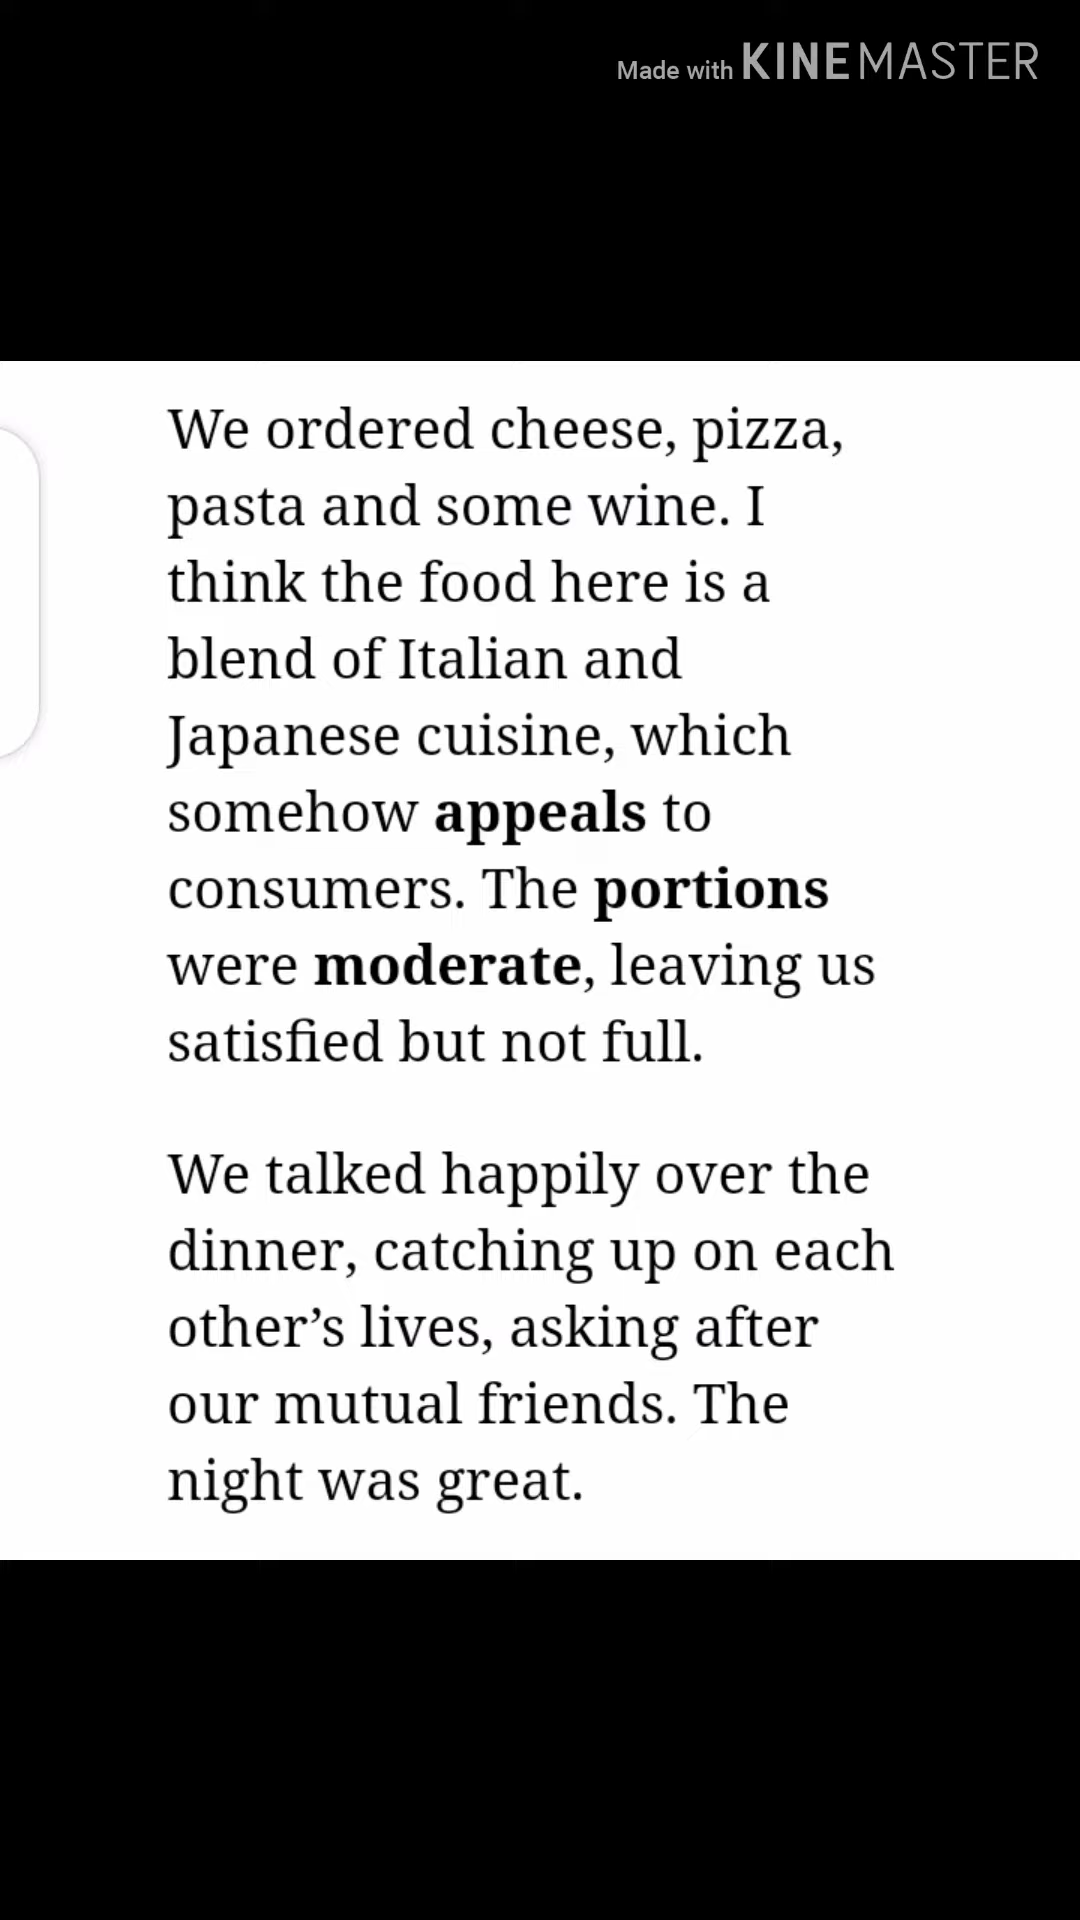 Made with KINEMASTER
We ordered cheese, pizza,
pasta and some wine. I
think the food here is a
blend of Italian and
Japanese cuisine, which
somehow appeals to
consumers. The portions
were moderate, leaving us
satisfied but not full.
We talked happily over the
dinner, catching up on each
other’s lives, asking after
our mutual friends. The
night was great.